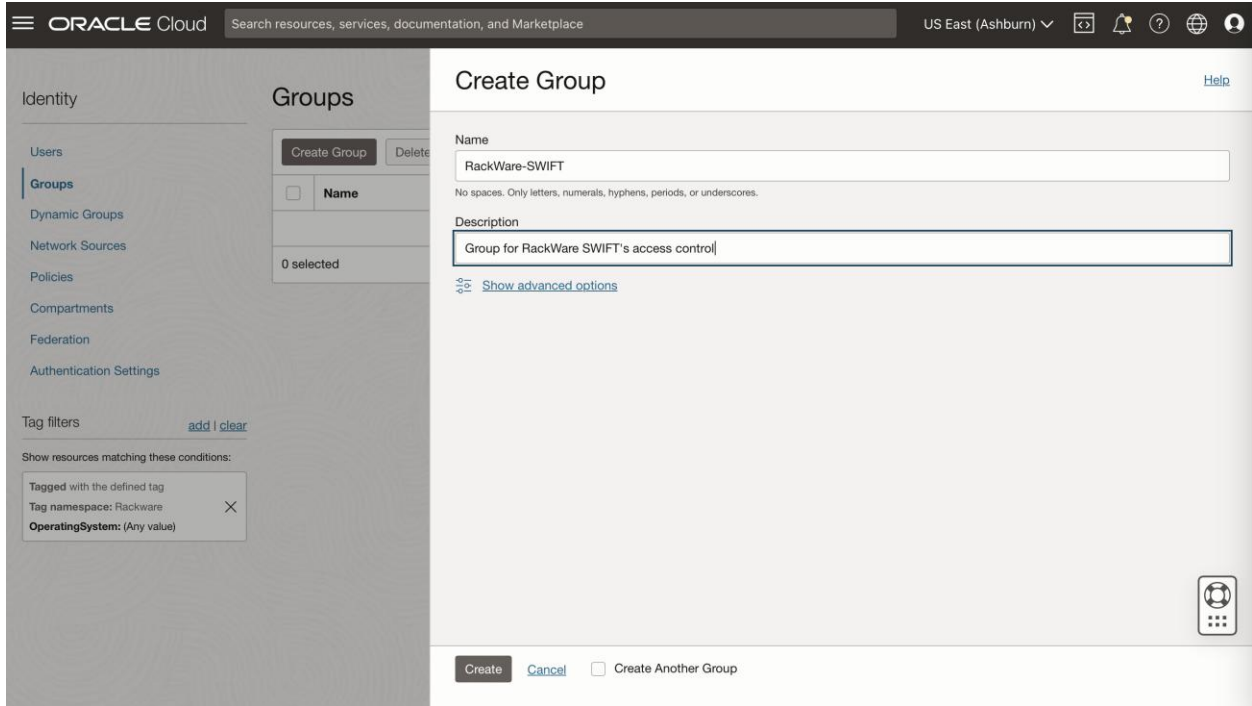 ORACLE Cloud
Search resources, services, documentation, and Marketplace
US East (Ashburn)
Identity
Users
Groups
Dynamic Groups
Network Sources
Policies
Compartments
Federation
Authentication Settings
Tag filters
add | clear
Show resources matching these conditions:
Tagged with the defined tag
Tag namespace: Rackware
OperatingSystem: (Any value)
Groups
Create Group
Delete
Name
0 selected
Create Group
Help
Name
RackWare-SWIFT
No spaces. Only letters, numerals, hyphens, periods, or underscores.
Description
Group for RackWare SWIFT's access control
Show advanced options
Create
Cancel
Create Another Group